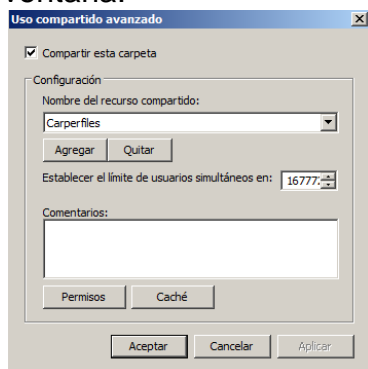 ventana.
Uso compartido avanzado
Compartir esta carpeta
Configuración
Nombre del recurso compartido:
Carperfiles
Agregar Quitar
Establecer el límite de usuarios simultáneos en: 16777
Comentarios:
Permisos Caché
Aceptar Cancelar Aplicar